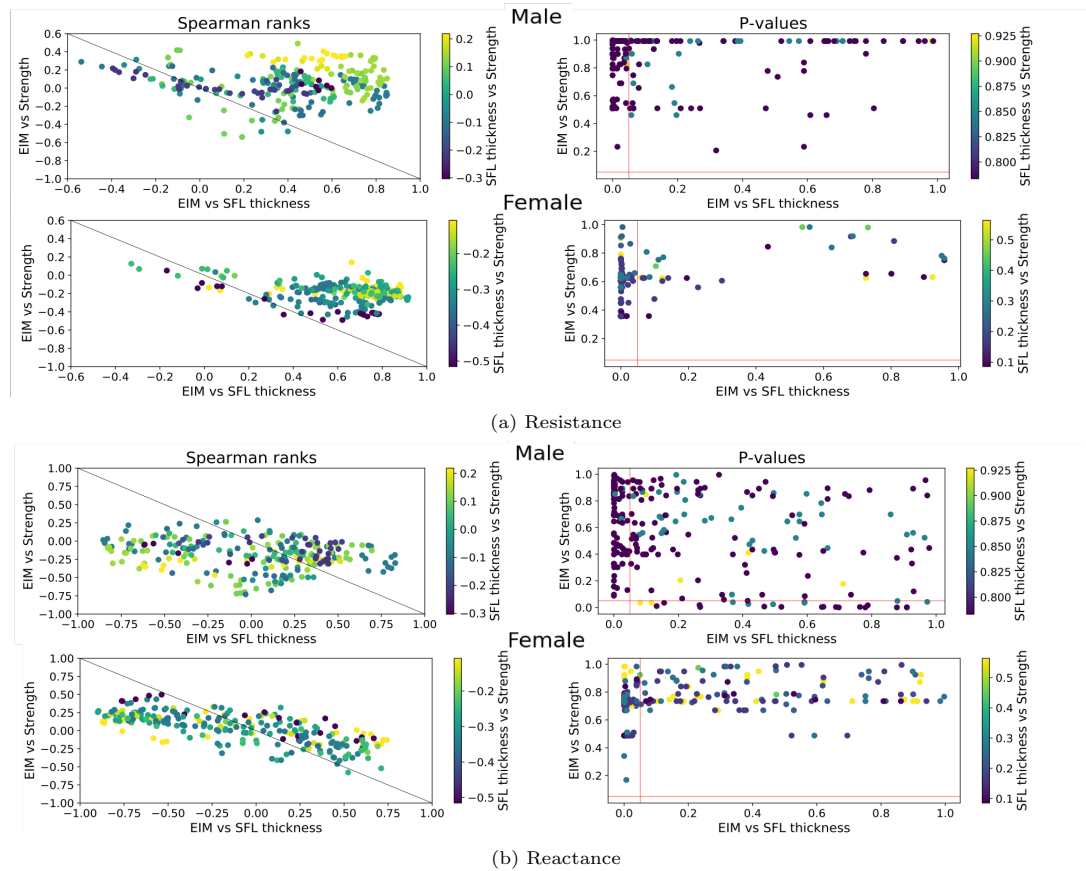 Male
Spearman ranks
P-values
0.6
0.4
0.2
0.0
−0.2
−0.4
−0.6
−0.8
−1.0
EIM vs Strength
−0.6 −0.4 −0.2 0.0 0.2 0.4 0.6 0.8 1.0
EIM vs SFL thickness
0.2
0.1
0.0
−0.1
−0.2
−0.3
SFL thickness vs Strength
1.0
0.8
0.6
0.4
0.2
EIM vs Strength
0.0 0.2 0.4 0.6 0.8 1.0
EIM vs SFL thickness
0.925
0.900
0.875
0.850
0.825
0.800
SFL thickness vs Strength
Female
0.6
0.4
0.2
0.0
−0.2
−0.4
−0.6
−0.8
−1.0
EIM vs Strength
−0.6 −0.4 −0.2 0.0 0.2 0.4 0.6 0.8 1.0
EIM vs SFL thickness
−0.2
−0.3
−0.4
−0.5
SFL thickness vs Strength
1.0
0.8
0.6
0.4
0.2
EIM vs Strength
0.0 0.2 0.4 0.6 0.8 1.0
EIM vs SFL thickness
0.5
0.4
0.3
0.2
0.1
SFL thickness vs Strength
(a) Resistance
Male
Spearman ranks
P-values
1.00
0.75
0.50
0.25
0.00
−0.25
−0.50
−0.75
−1.00
EIM vs Strength
−1.00 −0.75 −0.50 −0.25 0.00 0.25 0.50 0.75 1.00
EIM vs SFL thickness
0.2
0.1
0.0
−0.1
−0.2
−0.3
SFL thickness vs Strength
1.0
0.8
0.6
0.4
0.2
0.0
EIM vs Strength
0.0 0.2 0.4 0.6 0.8 1.0
EIM vs SFL thickness
0.925
0.900
0.875
0.850
0.825
0.800
SFL thickness vs Strength
Female
1.00
0.75
0.50
0.25
0.00
−0.25
−0.50
−0.75
−1.00
EIM vs Strength
−1.00 −0.75 −0.50 −0.25 0.00 0.25 0.50 0.75 1.00
EIM vs SFL thickness
−0.2
−0.3
−0.4
−0.5
SFL thickness vs Strength
1.0
0.8
0.6
0.4
0.2
EIM vs Strength
0.0 0.2 0.4 0.6 0.8 1.0
EIM vs SFL thickness
0.5
0.4
0.3
0.2
0.1
SFL thickness vs Strength
(b) Reactance